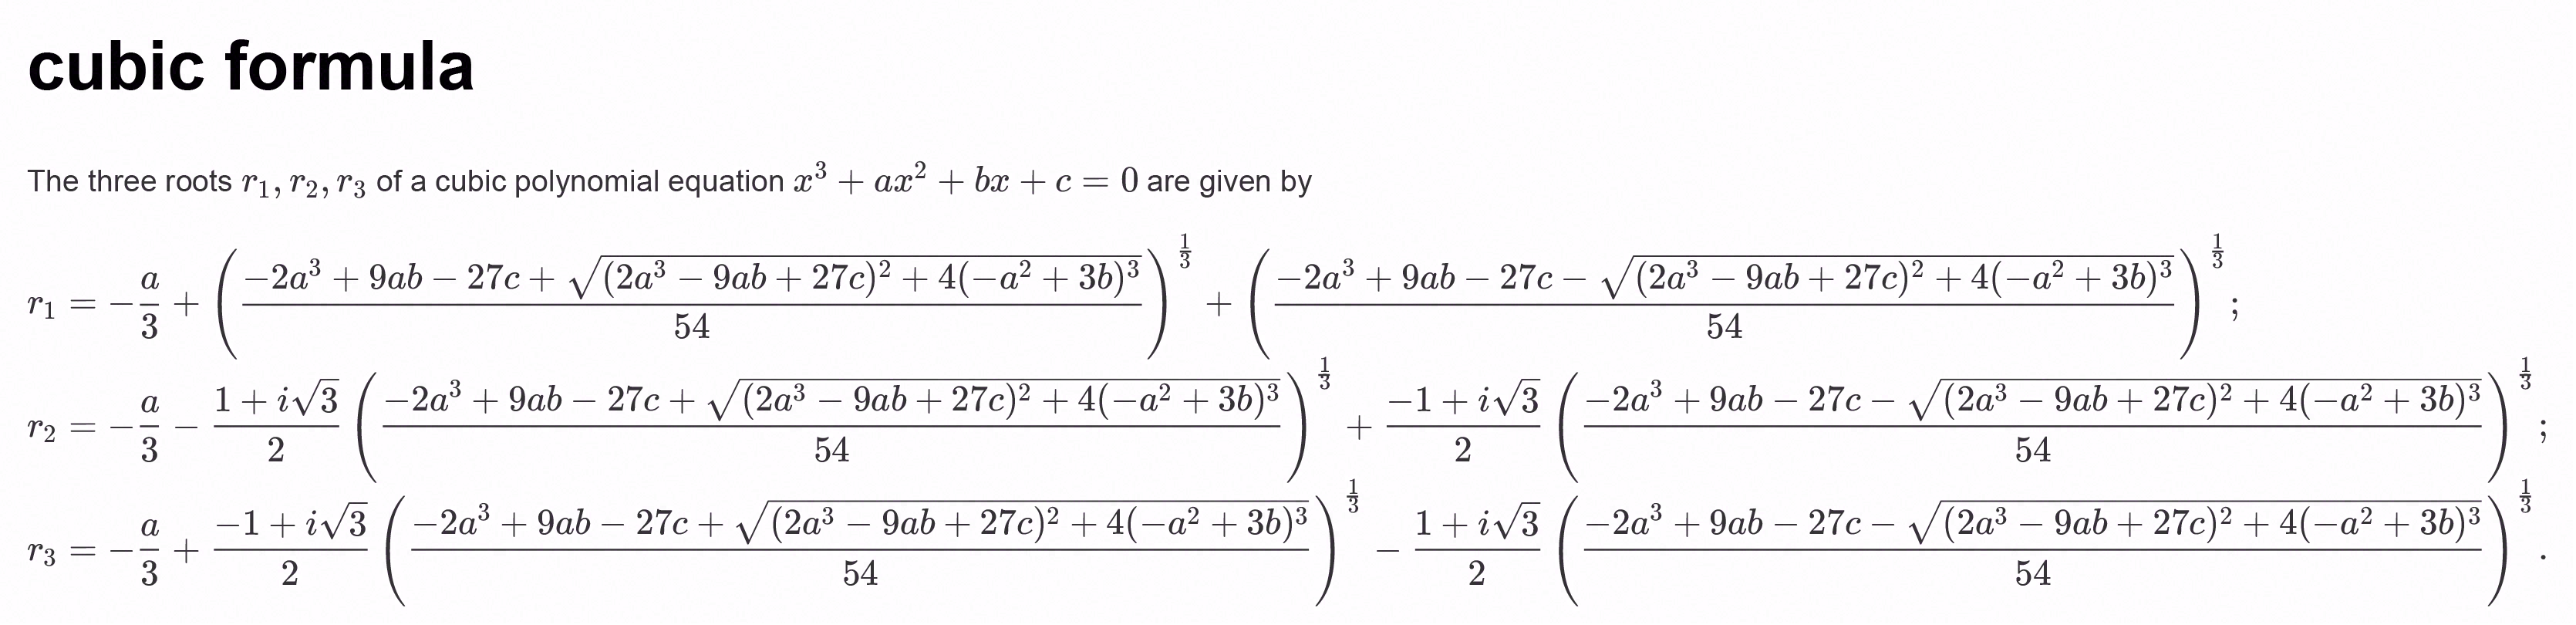 cubic formula
The three roots $r_1, r_2, r_3$ of a cubic polynomial equation $x^3 + ax^2 + bx + c = 0$ are given by
$r_1 = -\frac{a}{3} + \left(\frac{-2a^3 + 9ab - 27c + \sqrt{(2a^3 - 9ab + 27c)^2 + 4(-a^2 + 3b)^3}}{54}\right)^{\frac{1}{3}} + \left(\frac{-2a^3 + 9ab - 27c - \sqrt{(2a^3 - 9ab + 27c)^2 + 4(-a^2 + 3b)^3}}{54}\right)^{\frac{1}{3}};$
$r_2 = -\frac{a}{3} - \frac{1 + i\sqrt{3}}{2} \left(\frac{-2a^3 + 9ab - 27c + \sqrt{(2a^3 - 9ab + 27c)^2 + 4(-a^2 + 3b)^3}}{54}\right)^{\frac{1}{3}} + \frac{-1 + i\sqrt{3}}{2} \left(\frac{-2a^3 + 9ab - 27c - \sqrt{(2a^3 - 9ab + 27c)^2 + 4(-a^2 + 3b)^3}}{54}\right)^{\frac{1}{3}};$
$r_3 = -\frac{a}{3} + \frac{-1 + i\sqrt{3}}{2} \left(\frac{-2a^3 + 9ab - 27c + \sqrt{(2a^3 - 9ab + 27c)^2 + 4(-a^2 + 3b)^3}}{54}\right)^{\frac{1}{3}} - \frac{1 + i\sqrt{3}}{2} \left(\frac{-2a^3 + 9ab - 27c - \sqrt{(2a^3 - 9ab + 27c)^2 + 4(-a^2 + 3b)^3}}{54}\right)^{\frac{1}{3}}.$